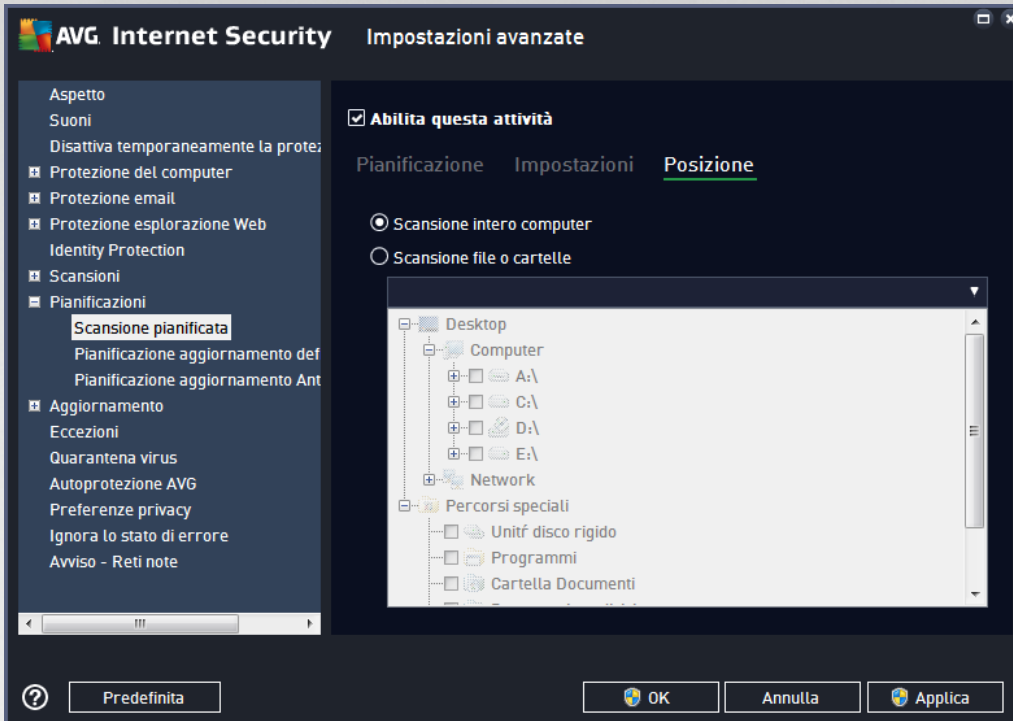 AVG Internet Security Impostazioni avanzate
Aspetto
Suoni
Disattiva temporaneamente la protez
Protezione del computer
Protezione email
Protezione esplorazione Web
Identity Protection
Scansioni
Pianificazioni
Scansione pianificata
Pianificazione aggiornamento def
Pianificazione aggiornamento Ant
Aggiornamento
Eccezioni
Quarantena virus
Autoprotezione AVG
Preferenze privacy
Ignora lo stato di errore
Avviso - Reti note
Abilita questa attività
Pianificazione Impostazioni Posizione
Scansione intero computer
Scansione file o cartelle
Desktop
Computer
A:\
C:\
D:\
E:\
Network
Percorsi speciali
Unitŕ disco rigido
Programmi
Cartella Documenti
Predefinita
OK
Annulla
Applica